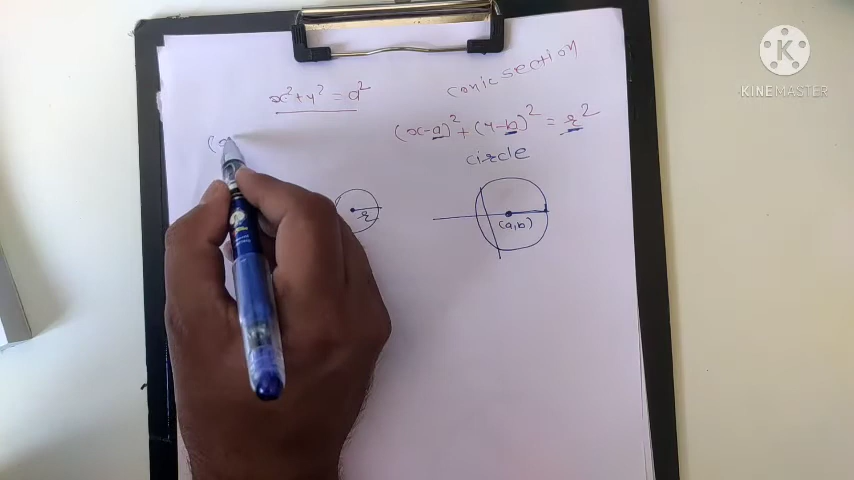 conic section
x²+y² = a²
(x-a)²+(y-b)² = r²
circle
(x
r
(a,b)
KINEMASTER